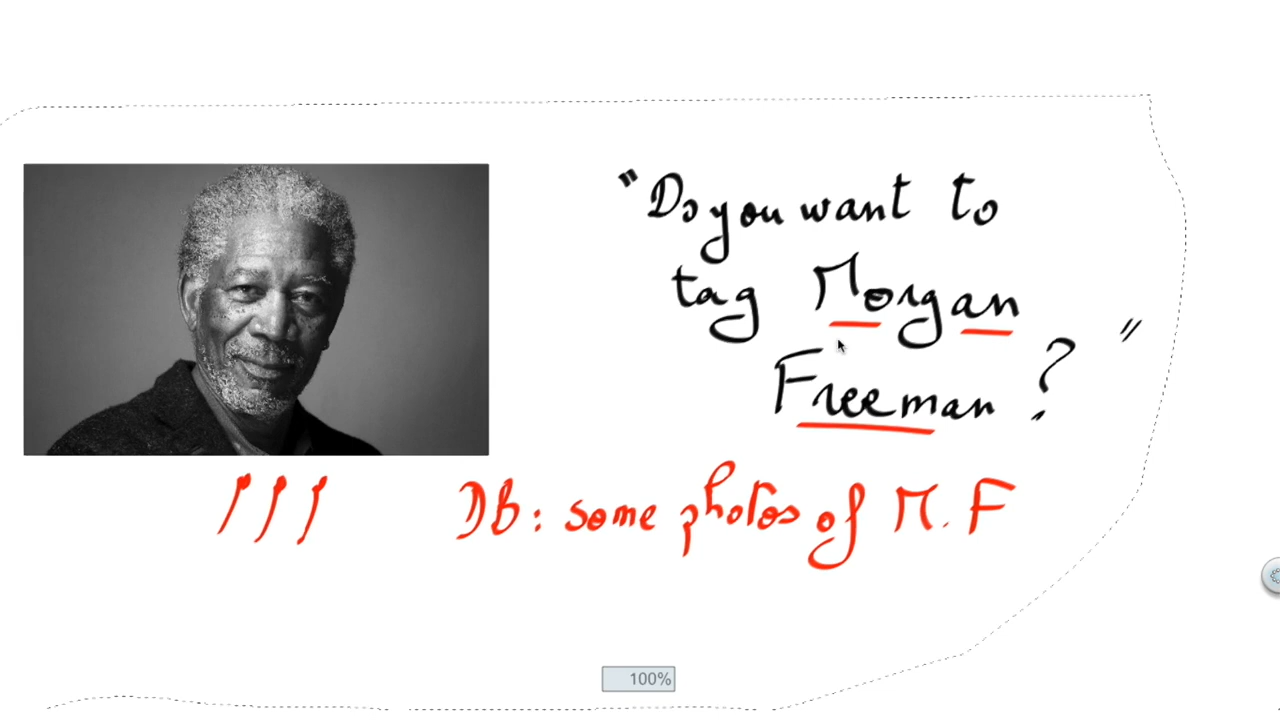 "Do you want to
tag Morgan
Freeman ? "
DB: some photos of M. F
100%